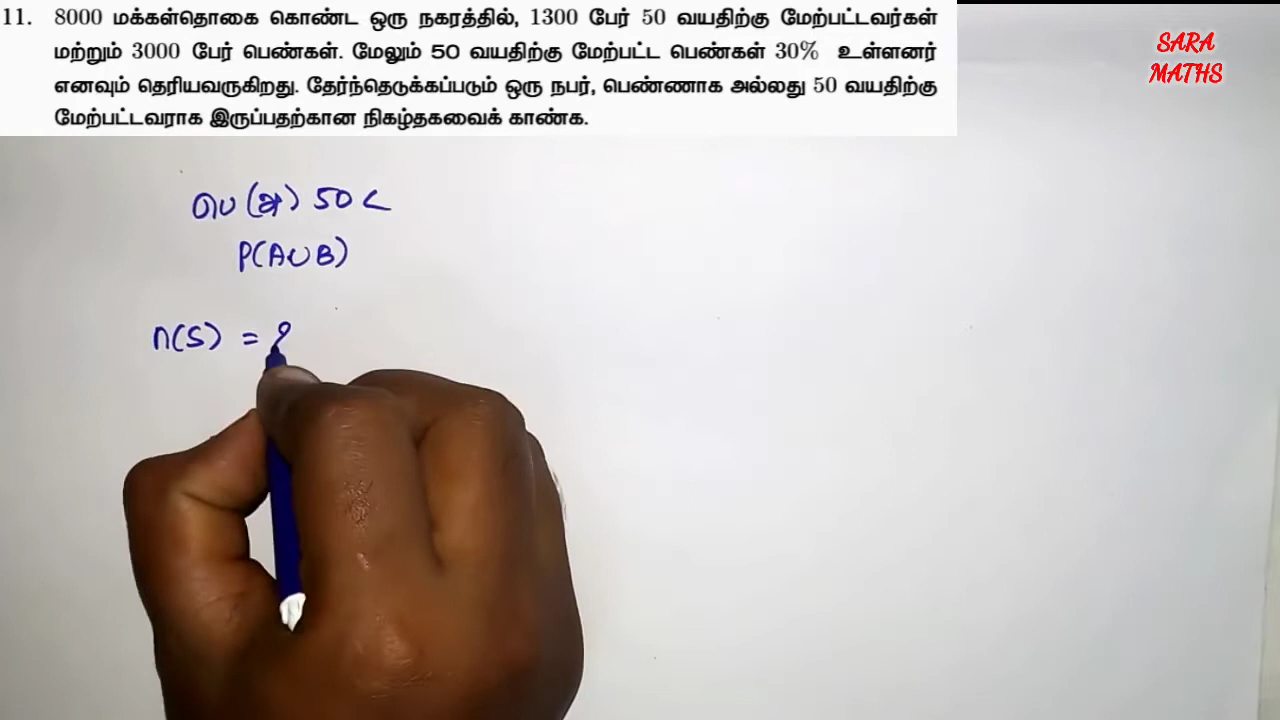 11. 8000 மக்கள்தொகை கொண்ட ஒரு நகரத்தில், 1300 பேர் 50 வயதிற்கு மேற்பட்டவர்கள்
மற்றும் 3000 பேர் பெண்கள். மேலும் 50 வயதிற்கு மேற்பட்ட பெண்கள் 30% உள்ளனர்
எனவும் தெரியவருகிறது. தேர்ந்தெடுக்கப்படும் ஒரு நபர், பெண்ணாக அல்லது 50 வயதிற்கு
மேற்பட்டவராக இருப்பதற்கான நிகழ்தகவைக் காண்க.
SARA
MATHS
பெ (அ) 50 <
P(A∪B)
n(S) = 8